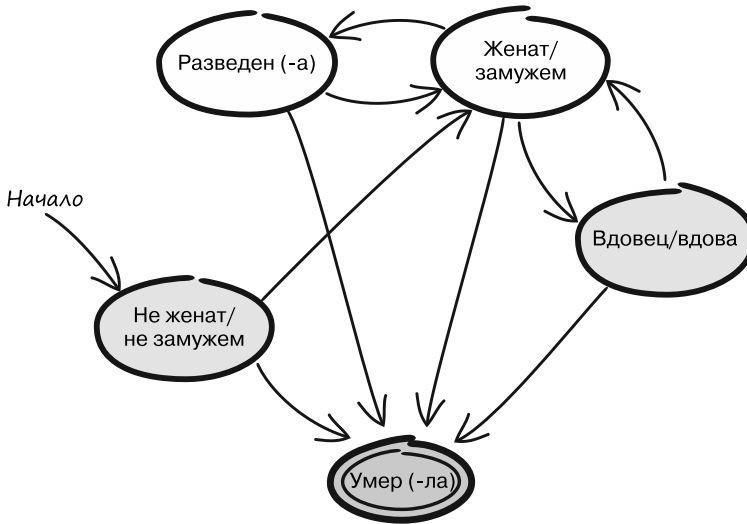 Разведен (-а)
Женат/
замужем
Начало
Вдовец/вдова
Не женат/
не замужем
Умер (-ла)